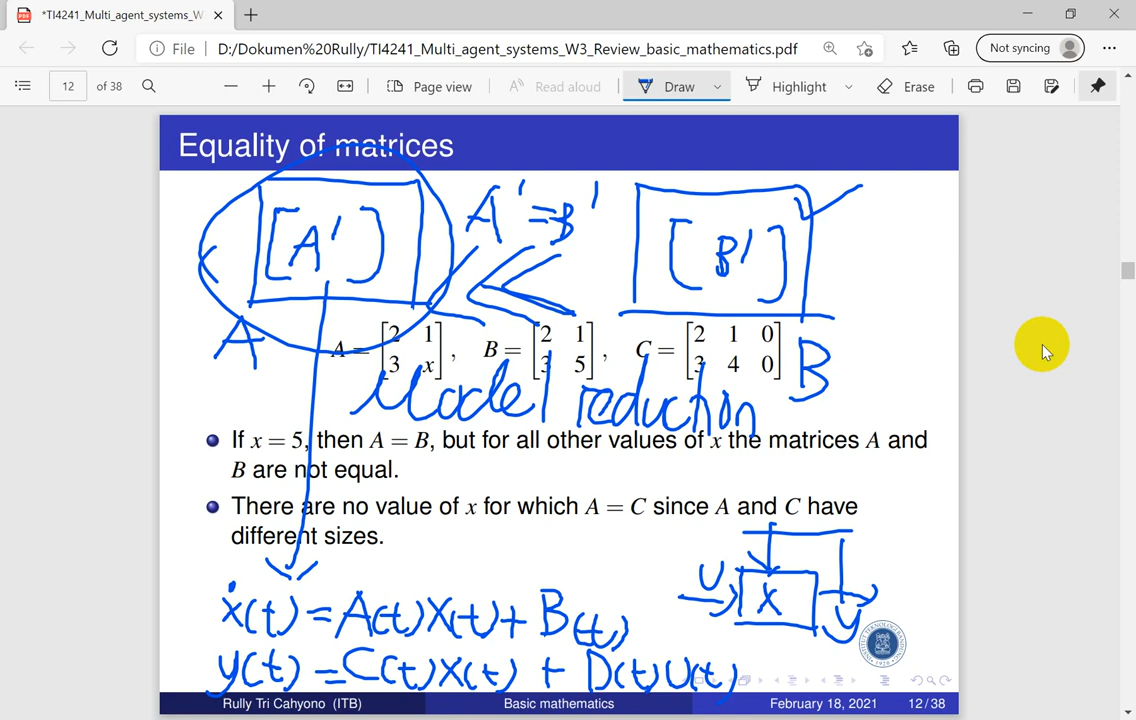 *TI4241_Multi_agent_systems_W
File D:/Dokumen%20Rully/TI4241_Multi_agent_systems_W3_Review_basic_mathematics.pdf Not syncing
12 of 38 Page view Read aloud Draw Highlight Erase
Equality of matrices
[A'] A' = B' [B']
A
A = [2 1; 3 x], B = [2 1; 3 5], C = [2 1 0; 3 4 0] B
Model reduction
If x = 5, then A = B, but for all other values of x the matrices A and
B are not equal.
There are no value of x for which A = C since A and C have
different sizes.
U X y
ẋ(t) = A(t)X(t) + B(t)
y(t) = C(t)X(t) + D(t)U(t)
Rully Tri Cahyono (ITB) Basic mathematics February 18, 2021 12/38